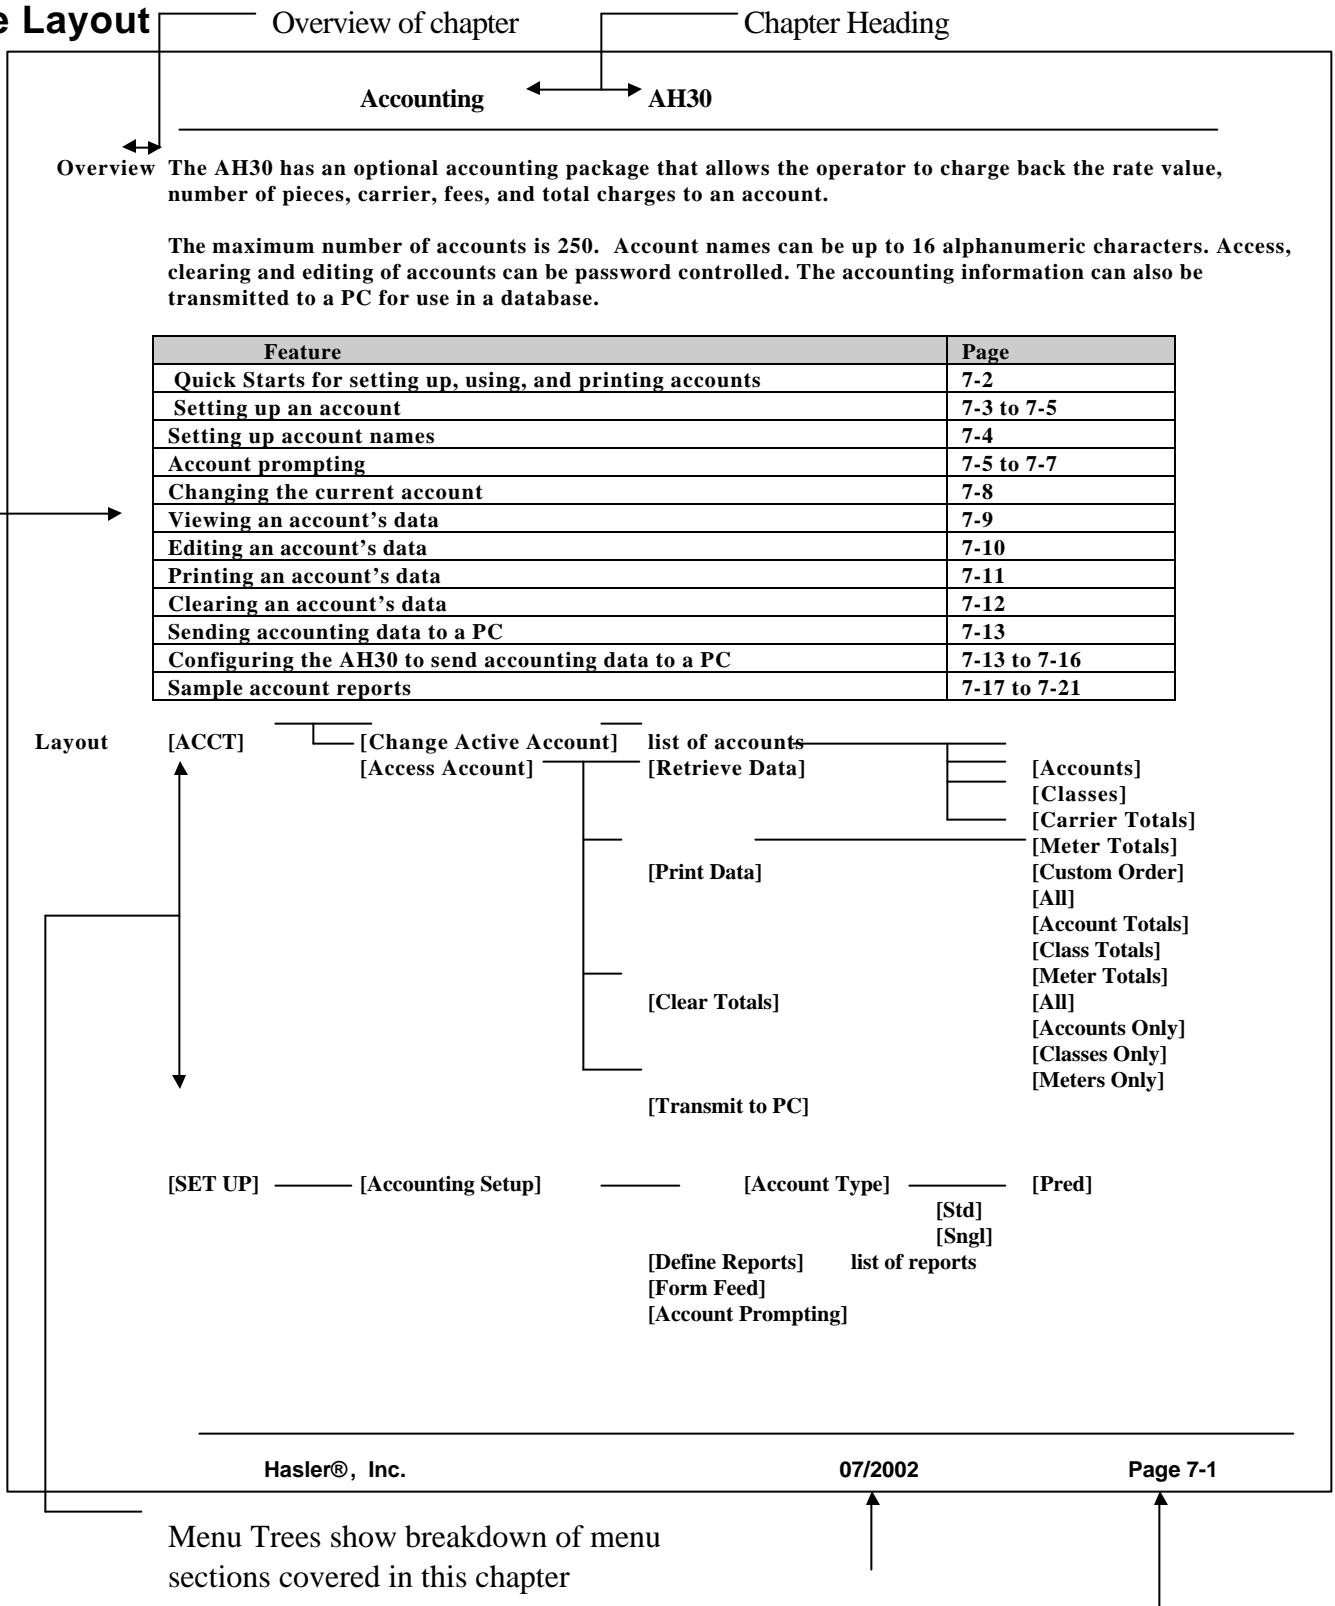 e Layout Overview of chapter Chapter Heading
Accounting AH30
Overview The AH30 has an optional accounting package that allows the operator to charge back the rate value,
number of pieces, carrier, fees, and total charges to an account.
The maximum number of accounts is 250. Account names can be up to 16 alphanumeric characters. Access,
clearing and editing of accounts can be password controlled. The accounting information can also be
transmitted to a PC for use in a database.
Feature Page
Quick Starts for setting up, using, and printing accounts 7-2
Setting up an account 7-3 to 7-5
Setting up account names 7-4
Account prompting 7-5 to 7-7
Changing the current account 7-8
Viewing an account’s data 7-9
Editing an account’s data 7-10
Printing an account’s data 7-11
Clearing an account’s data 7-12
Sending accounting data to a PC 7-13
Configuring the AH30 to send accounting data to a PC 7-13 to 7-16
Sample account reports 7-17 to 7-21
Layout [ACCT] [Change Active Account] list of accounts
[Access Account] [Retrieve Data] [Accounts]
[Classes]
[Carrier Totals]
[Meter Totals]
[Print Data] [Custom Order]
[All]
[Account Totals]
[Class Totals]
[Meter Totals]
[Clear Totals] [All]
[Accounts Only]
[Classes Only]
[Meters Only]
[Transmit to PC]
[SET UP] [Accounting Setup] [Account Type] [Pred]
[Std]
[Sngl]
[Define Reports] list of reports
[Form Feed]
[Account Prompting]
Hasler®, Inc. 07/2002 Page 7-1
Menu Trees show breakdown of menu
sections covered in this chapter